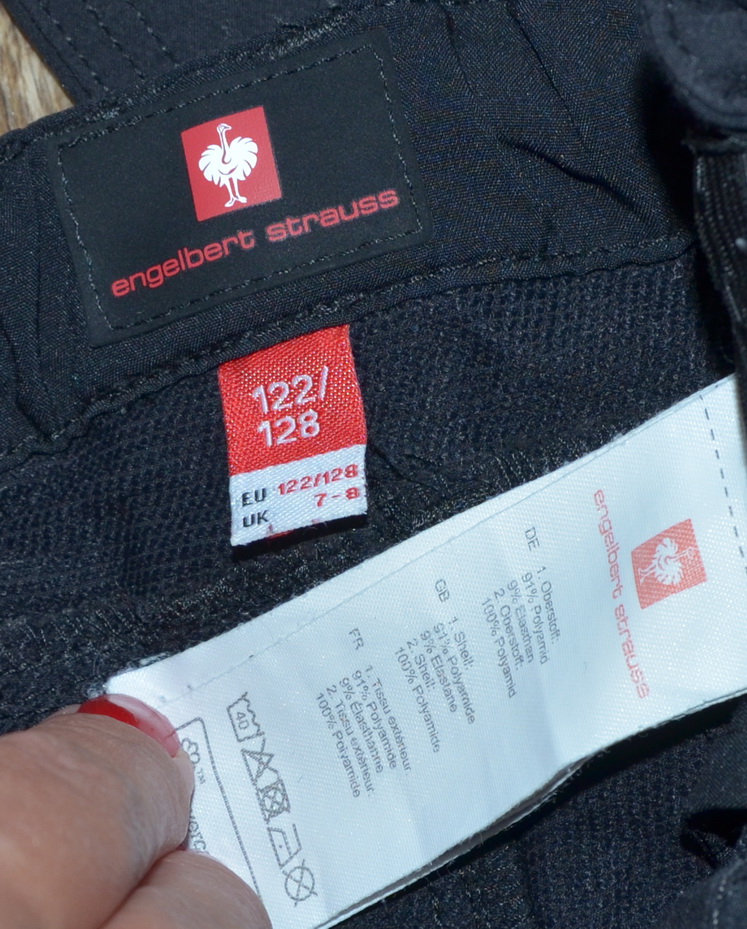 engelbert strauss
122/
128
EU 122/128
UK 7-8
engelbert strauss
DE 1. Oberstoff:
91% Polyamid
9% Elasthan
2. Oberstoff:
100% Polyamid
GB 1. Shell:
91% Polyamide
9% Elastane
2. Shell:
100% Polyamide
FR 1. Tissu extérieur:
91% Polyamide
9% Élasthanne
2. Tissu extérieur:
100% Polyamide
40